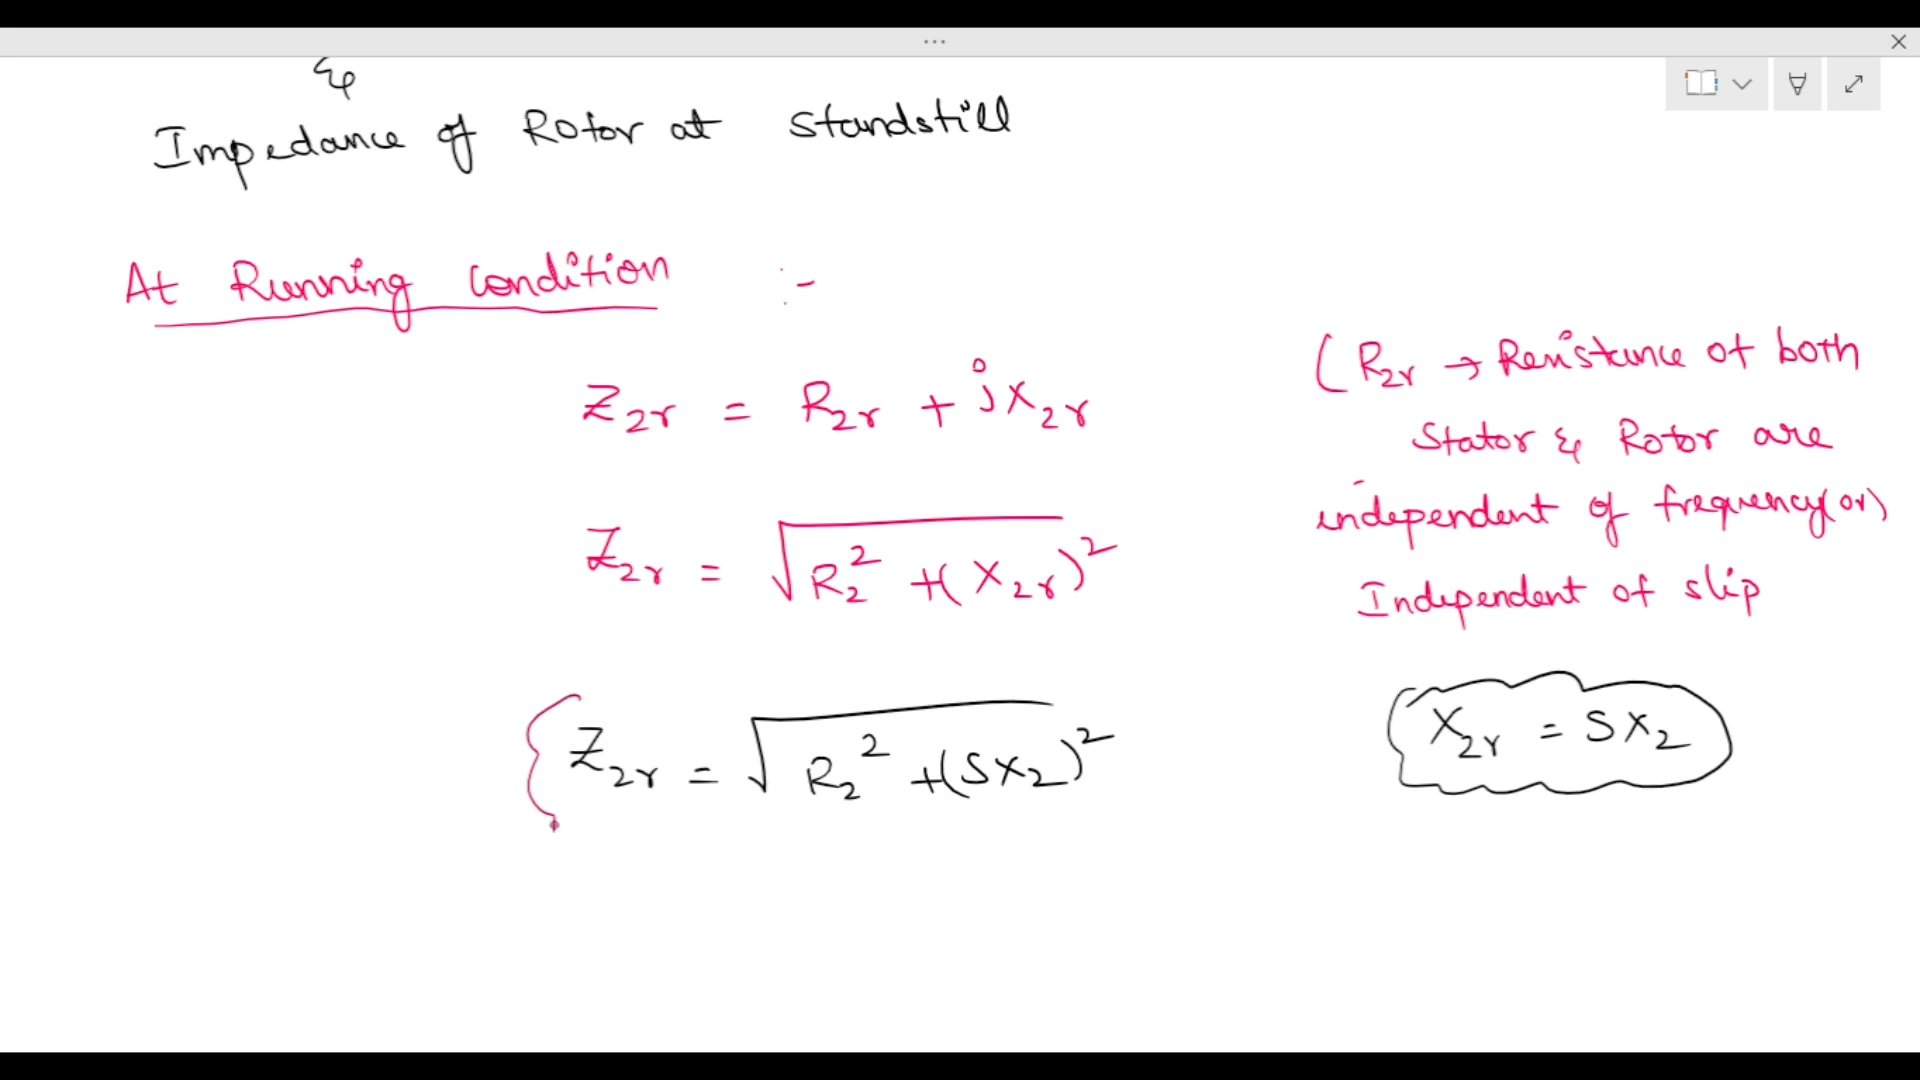 &
Impedance of Rotor at standstill
At Running Condition :-
Z₂ᵣ = R₂ᵣ + jX₂ᵣ
(R₂ᵣ → Resistance of both
Stator & Rotor are
independent of frequency (or)
Independent of slip
Z₂ᵣ = √(R₂² + (X₂ᵣ)²)
Z₂ᵣ = √(R₂² + (SX₂)²)
X₂ᵣ = SX₂